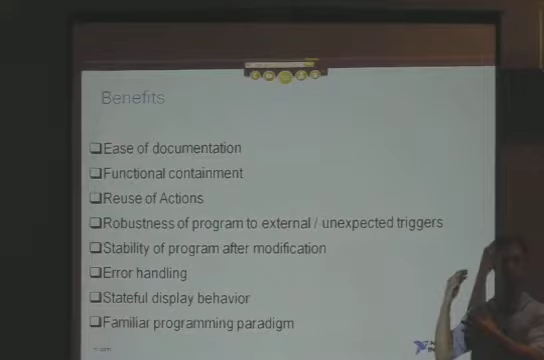 Benefits
Ease of documentation
Functional containment
Reuse of Actions
Robustness of program to external / unexpected triggers
Stability of program after modification
Error handling
Stateful display behavior
Familiar programming paradigm